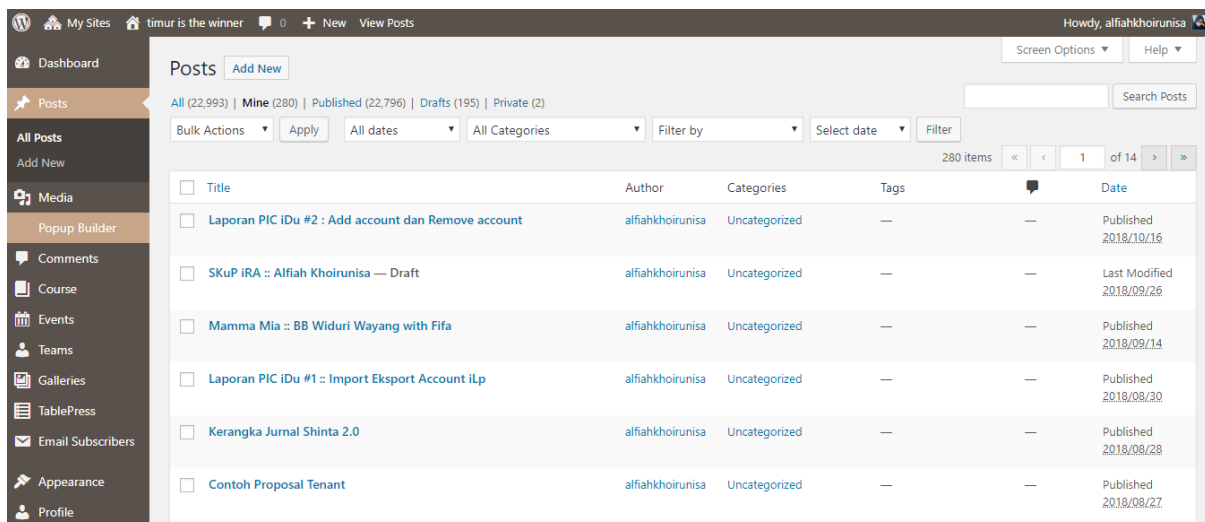 My Sites timur is the winner 0 + New View Posts Howdy, alfiahkhoirunisa
Dashboard
Posts
All Posts
Add New
Media
Popup Builder
Comments
Course
Events
Teams
Galleries
TablePress
Email Subscribers
Appearance
Profile
Screen Options ▼ Help ▼
Posts Add New
All (22,993) | Mine (280) | Published (22,796) | Drafts (195) | Private (2)
Search Posts
Bulk Actions ▼ Apply All dates ▼ All Categories ▼ Filter by ▼ Select date ▼ Filter
280 items « ‹ 1 of 14 › »
Title Author Categories Tags Date
Laporan PIC iDu #2 : Add account dan Remove account alfiahkhoirunisa Uncategorized — — Published
2018/10/16
SKuP iRA :: Alfiah Khoirunisa — Draft alfiahkhoirunisa Uncategorized — — Last Modified
2018/09/26
Mamma Mia :: BB Widuri Wayang with Fifa alfiahkhoirunisa Uncategorized — — Published
2018/09/14
Laporan PIC iDu #1 :: Import Eksport Account iLp alfiahkhoirunisa Uncategorized — — Published
2018/08/30
Kerangka Jurnal Shinta 2.0 alfiahkhoirunisa Uncategorized — — Published
2018/08/28
Contoh Proposal Tenant alfiahkhoirunisa Uncategorized — — Published
2018/08/27